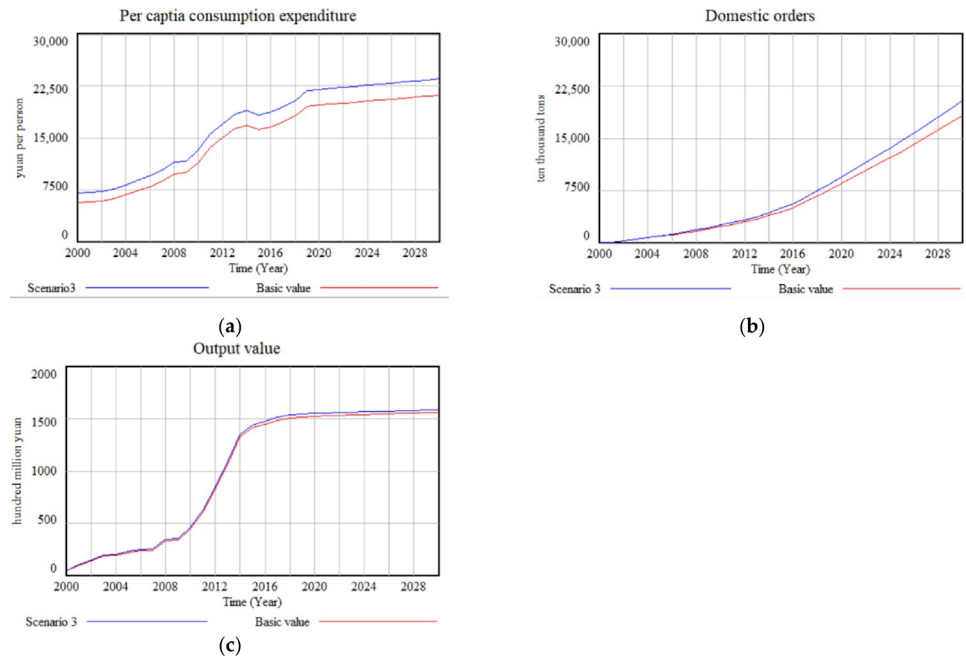 Per captia consumption expenditure
30,000
22,500
15,000
7500
0
yuan per person
2000 2004 2008 2012 2016 2020 2024 2028
Time (Year)
Scenario3 Basic value
(a)
Domestic orders
30,000
22,500
15,000
7500
0
ten thousand tons
2000 2004 2008 2012 2016 2020 2024 2028
Time (Year)
Scenario 3 Basic value
(b)
Output value
2000
1500
1000
500
0
hundred million yuan
2000 2004 2008 2012 2016 2020 2024 2028
Time (Year)
Scenario 3 Basic value
(c)